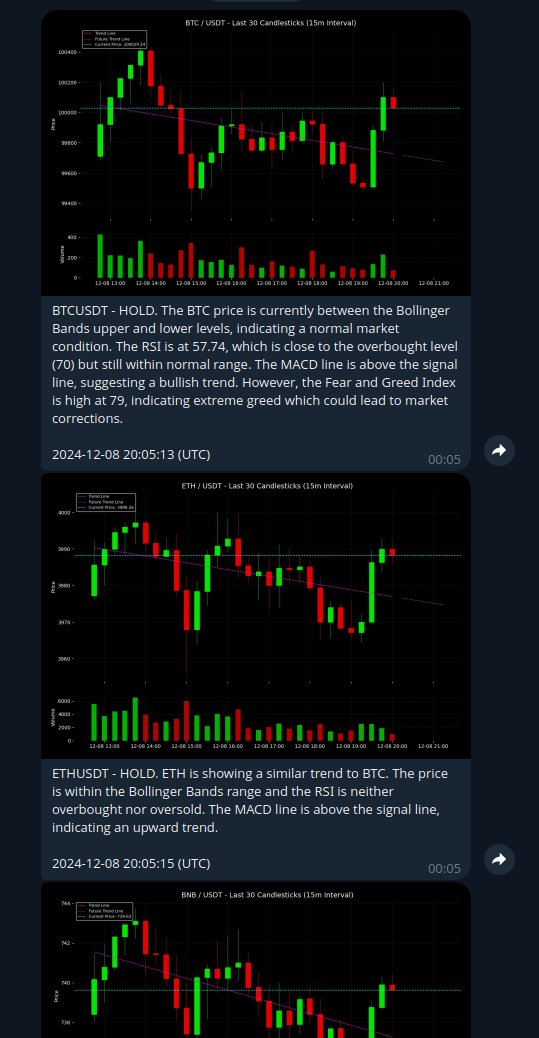 BTC / USDT - Last 30 Candlesticks (15m Interval)
Trend Line
Future Trend Line
Current Price: 100029.14
100400
100200
100000
99800
99600
99400
Price
400
200
0
Volume
12-08 13:00 12-08 14:00 12-08 15:00 12-08 16:00 12-08 17:00 12-08 18:00 12-08 19:00 12-08 20:00 12-08 21:00
BTCUSDT - HOLD. The BTC price is currently between the Bollinger
Bands upper and lower levels, indicating a normal market
condition. The RSI is at 57.74, which is close to the overbought level
(70) but still within normal range. The MACD line is above the signal
line, suggesting a bullish trend. However, the Fear and Greed Index
is high at 79, indicating extreme greed which could lead to market
corrections.
2024-12-08 20:05:13 (UTC)
00:05
ETH / USDT - Last 30 Candlesticks (15m Interval)
Trend Line
Future Trend Line
Current Price: 3988.26
4000
3990
3980
3970
3960
Price
6000
4000
2000
0
Volume
12-08 13:00 12-08 14:00 12-08 15:00 12-08 16:00 12-08 17:00 12-08 18:00 12-08 19:00 12-08 20:00 12-08 21:00
ETHUSDT - HOLD. ETH is showing a similar trend to BTC. The price
is within the Bollinger Bands range and the RSI is neither
overbought nor oversold. The MACD line is above the signal line,
indicating an upward trend.
2024-12-08 20:05:15 (UTC)
00:05
BNB / USDT - Last 30 Candlesticks (15m Interval)
Trend Line
Future Trend Line
Current Price: 739.63
744
742
740
738
Price